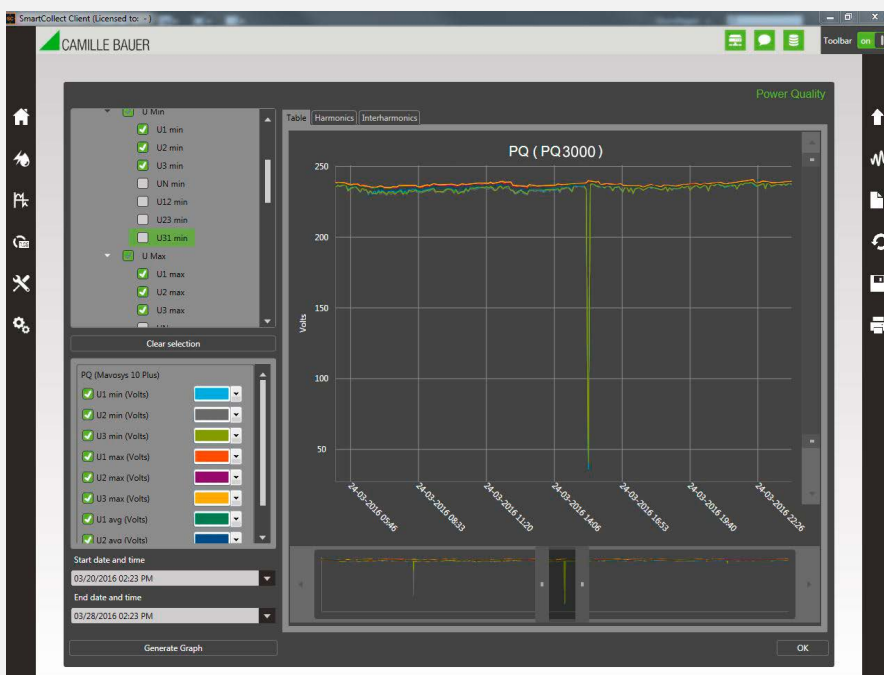 SmartCollect Client (Licensed to: - )
CAMILLE BAUER
Toolbar
on
Power Quality
U Min
U1 min
U2 min
U3 min
UN min
U12 min
U23 min
U31 min
U Max
U1 max
U2 max
U3 max
Clear selection
PQ (Mavosys 10 Plus)
U1 min (Volts)
U2 min (Volts)
U3 min (Volts)
U1 max (Volts)
U2 max (Volts)
U3 max (Volts)
U1 avg (Volts)
U2 avg (Volts)
Start date and time
03/20/2016 02:23 PM
End date and time
03/28/2016 02:23 PM
Generate Graph
Table
Harmonics
Interharmonics
PQ ( PQ3000 )
Volts
250
200
150
100
50
24-03-2016 05:46
24-03-2016 08:33
24-03-2016 11:20
24-03-2016 14:06
24-03-2016 16:53
24-03-2016 19:40
24-03-2016 22:26
OK